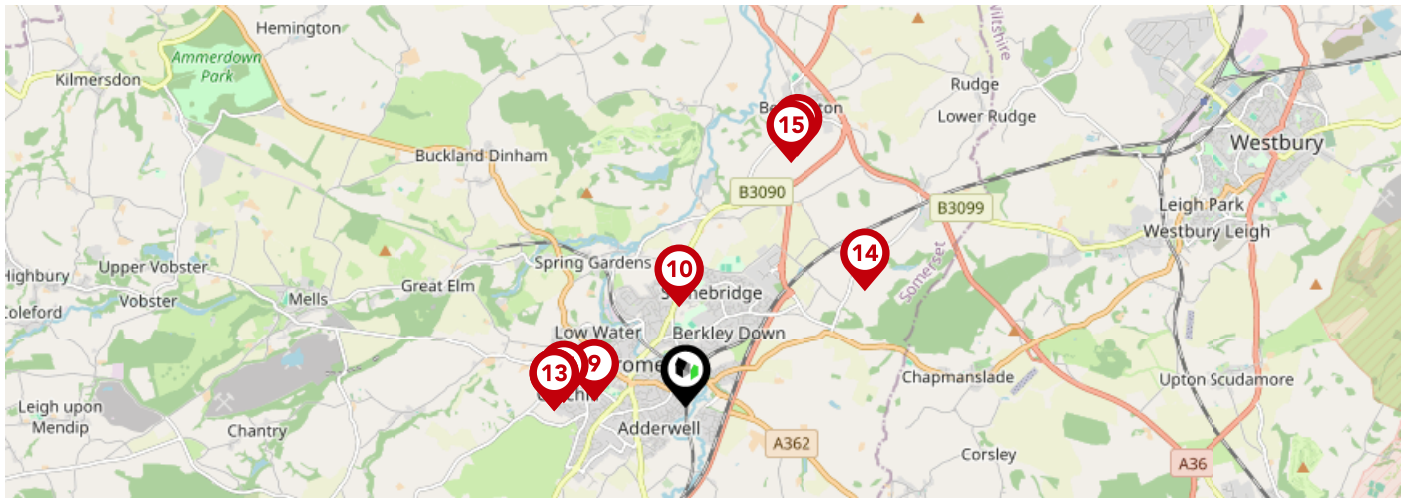 Hemington
Ammerdown
Park
Kilmersdon
Wiltshire
Rudge
Lower Rudge
15
Westbury
Buckland Dinham
B3090
B3099
Leigh Park
Westbury Leigh
14
Somerset
Spring Gardens
10
Upper Vobster
Highbury
Great Elm
Vobster
Mells
Coleford
Low Water
Berkley Down
9
13
Chapmanslade
Upton Scudamore
Leigh upon
Mendip
Chantry
Adderwell
A362
Corsley
A36